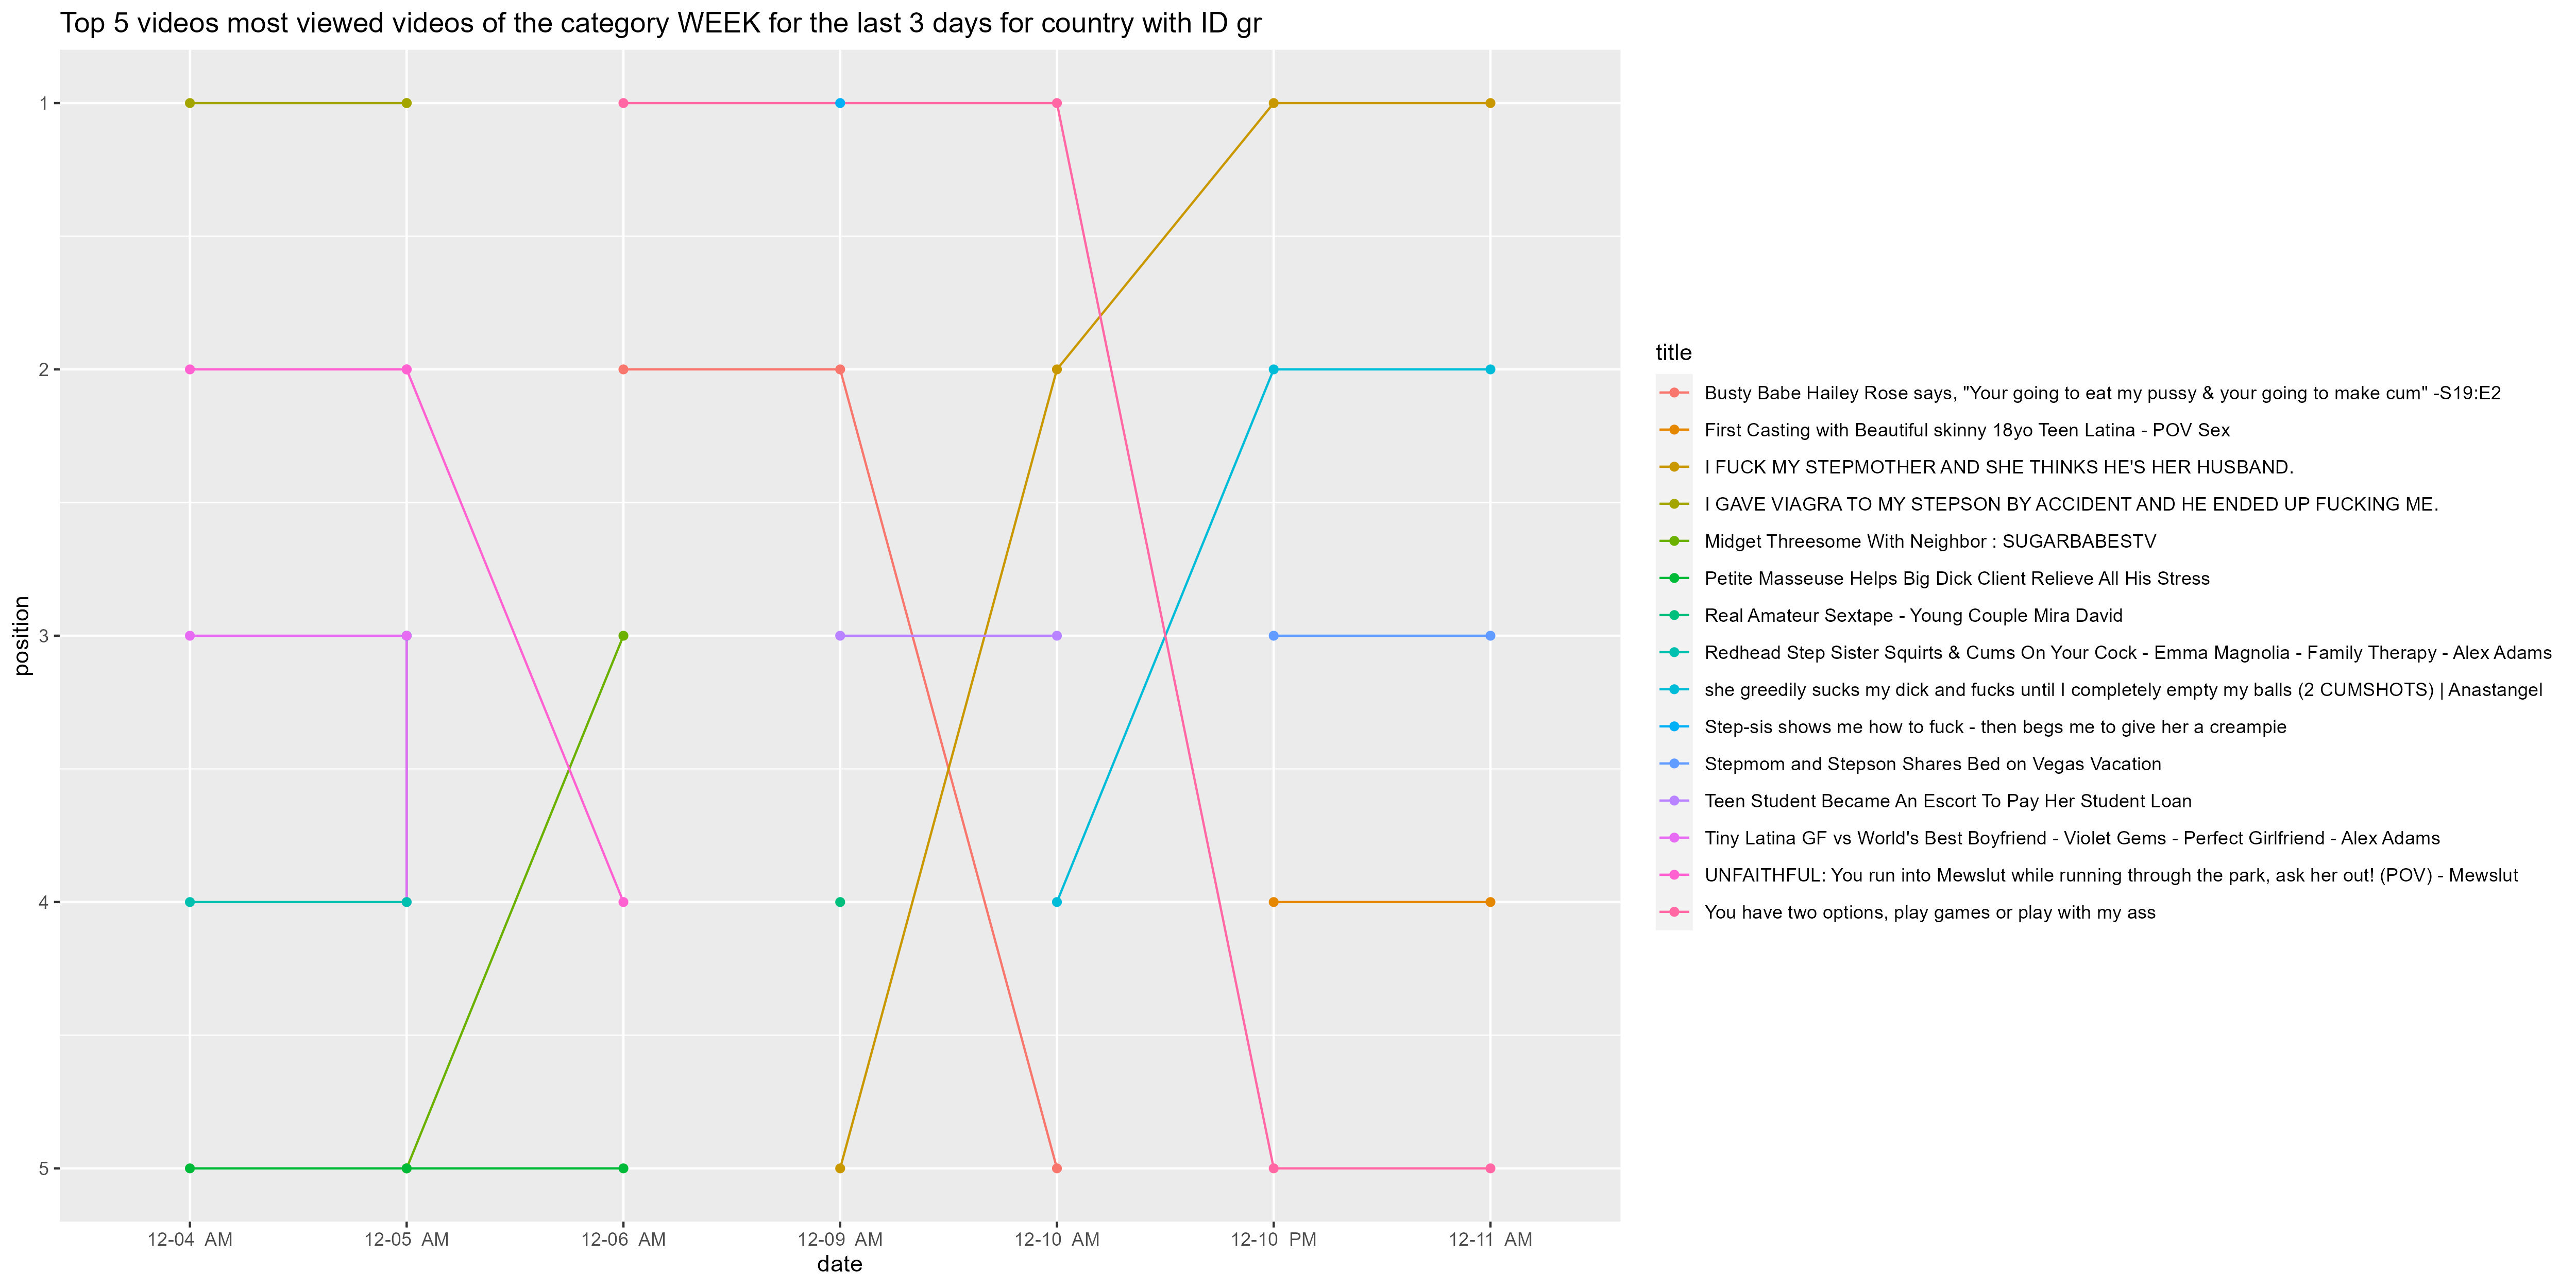 Top 5 videos most viewed videos of the category WEEK for the last 3 days for country with ID gr
position
1
2
3
4
5
12-04 AM
12-05 AM
12-06 AM
12-09 AM
12-10 AM
12-10 PM
12-11 AM
date
title
Busty Babe Hailey Rose says, "Your going to eat my pussy & your going to make cum" -S19:E2
First Casting with Beautiful skinny 18yo Teen Latina - POV Sex
I FUCK MY STEPMOTHER AND SHE THINKS HE'S HER HUSBAND.
I GAVE VIAGRA TO MY STEPSON BY ACCIDENT AND HE ENDED UP FUCKING ME.
Midget Threesome With Neighbor : SUGARBABESTV
Petite Masseuse Helps Big Dick Client Relieve All His Stress
Real Amateur Sextape - Young Couple Mira David
Redhead Step Sister Squirts & Cums On Your Cock - Emma Magnolia - Family Therapy - Alex Adams
she greedily sucks my dick and fucks until I completely empty my balls (2 CUMSHOTS) | Anastangel
Step-sis shows me how to fuck - then begs me to give her a creampie
Stepmom and Stepson Shares Bed on Vegas Vacation
Teen Student Became An Escort To Pay Her Student Loan
Tiny Latina GF vs World's Best Boyfriend - Violet Gems - Perfect Girlfriend - Alex Adams
UNFAITHFUL: You run into Mewslut while running through the park, ask her out! (POV) - Mewslut
You have two options, play games or play with my ass